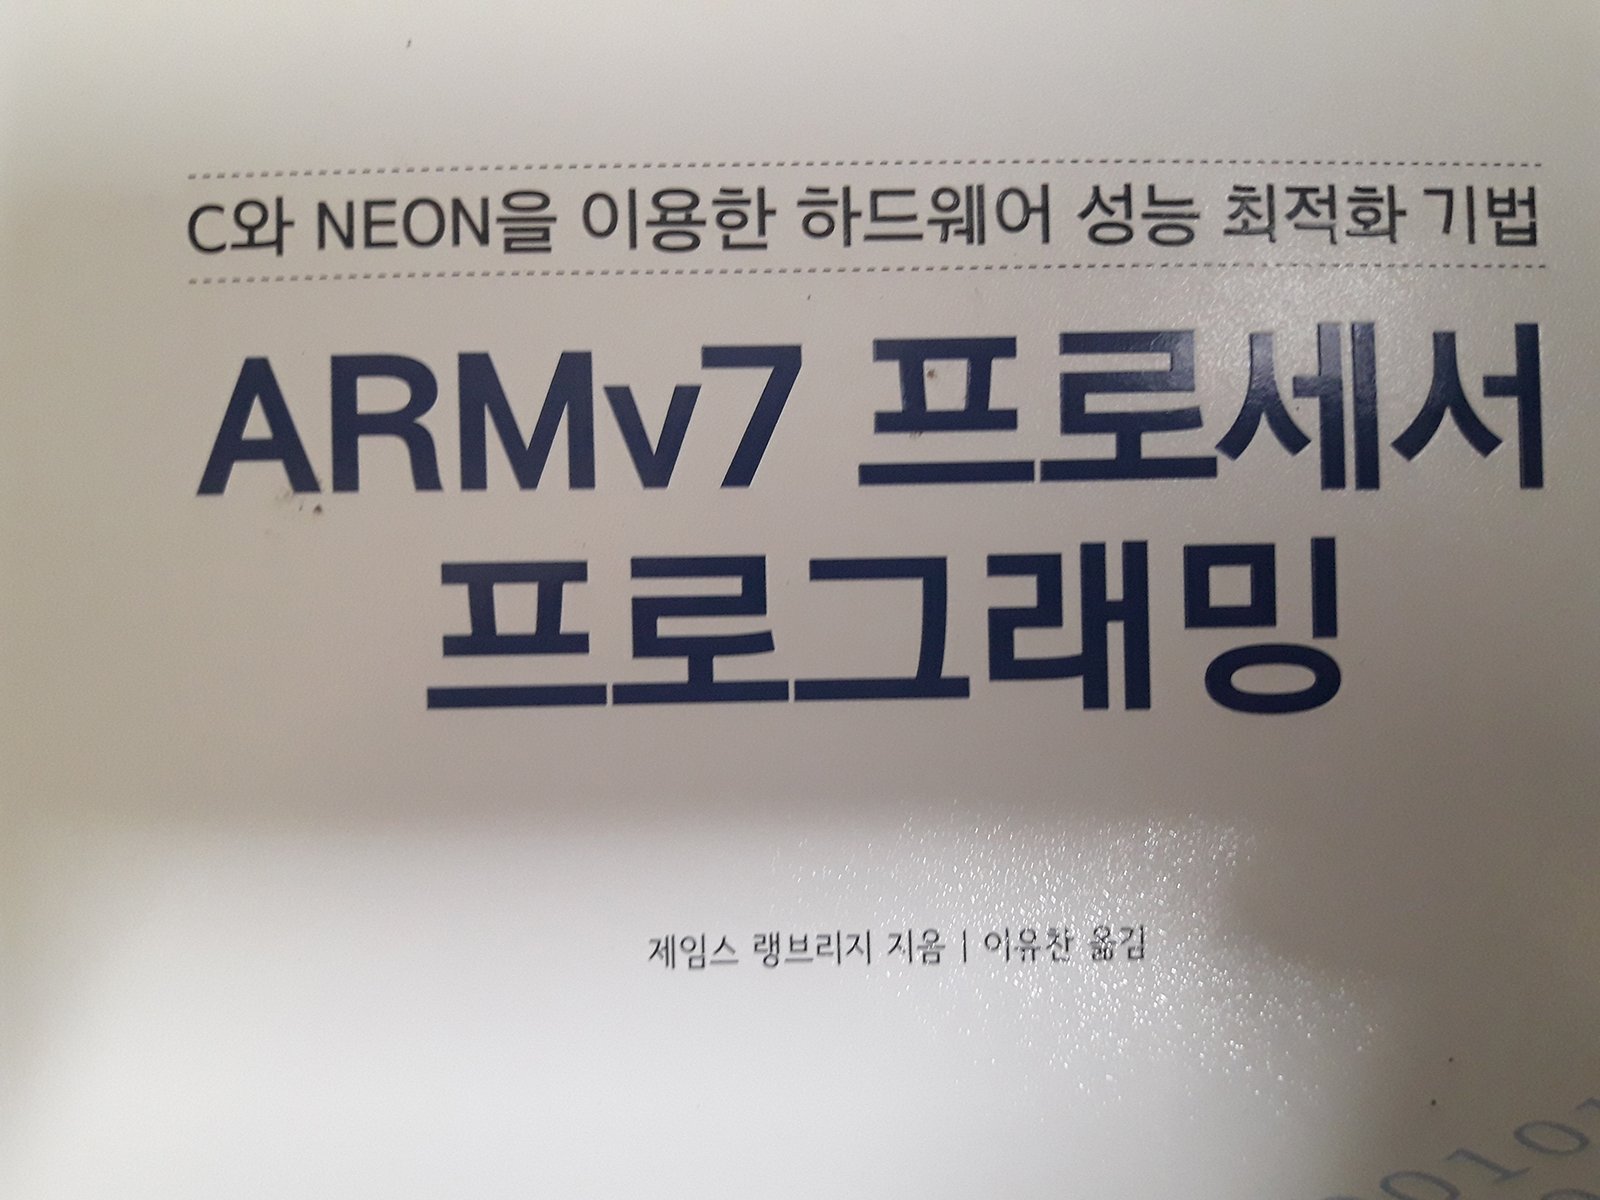 C와 NEON을 이용한 하드웨어 성능 최적화 기법
ARMv7 프로세서
프로그래밍
제임스 랭브리지 지음 | 이유찬 옮김
0101